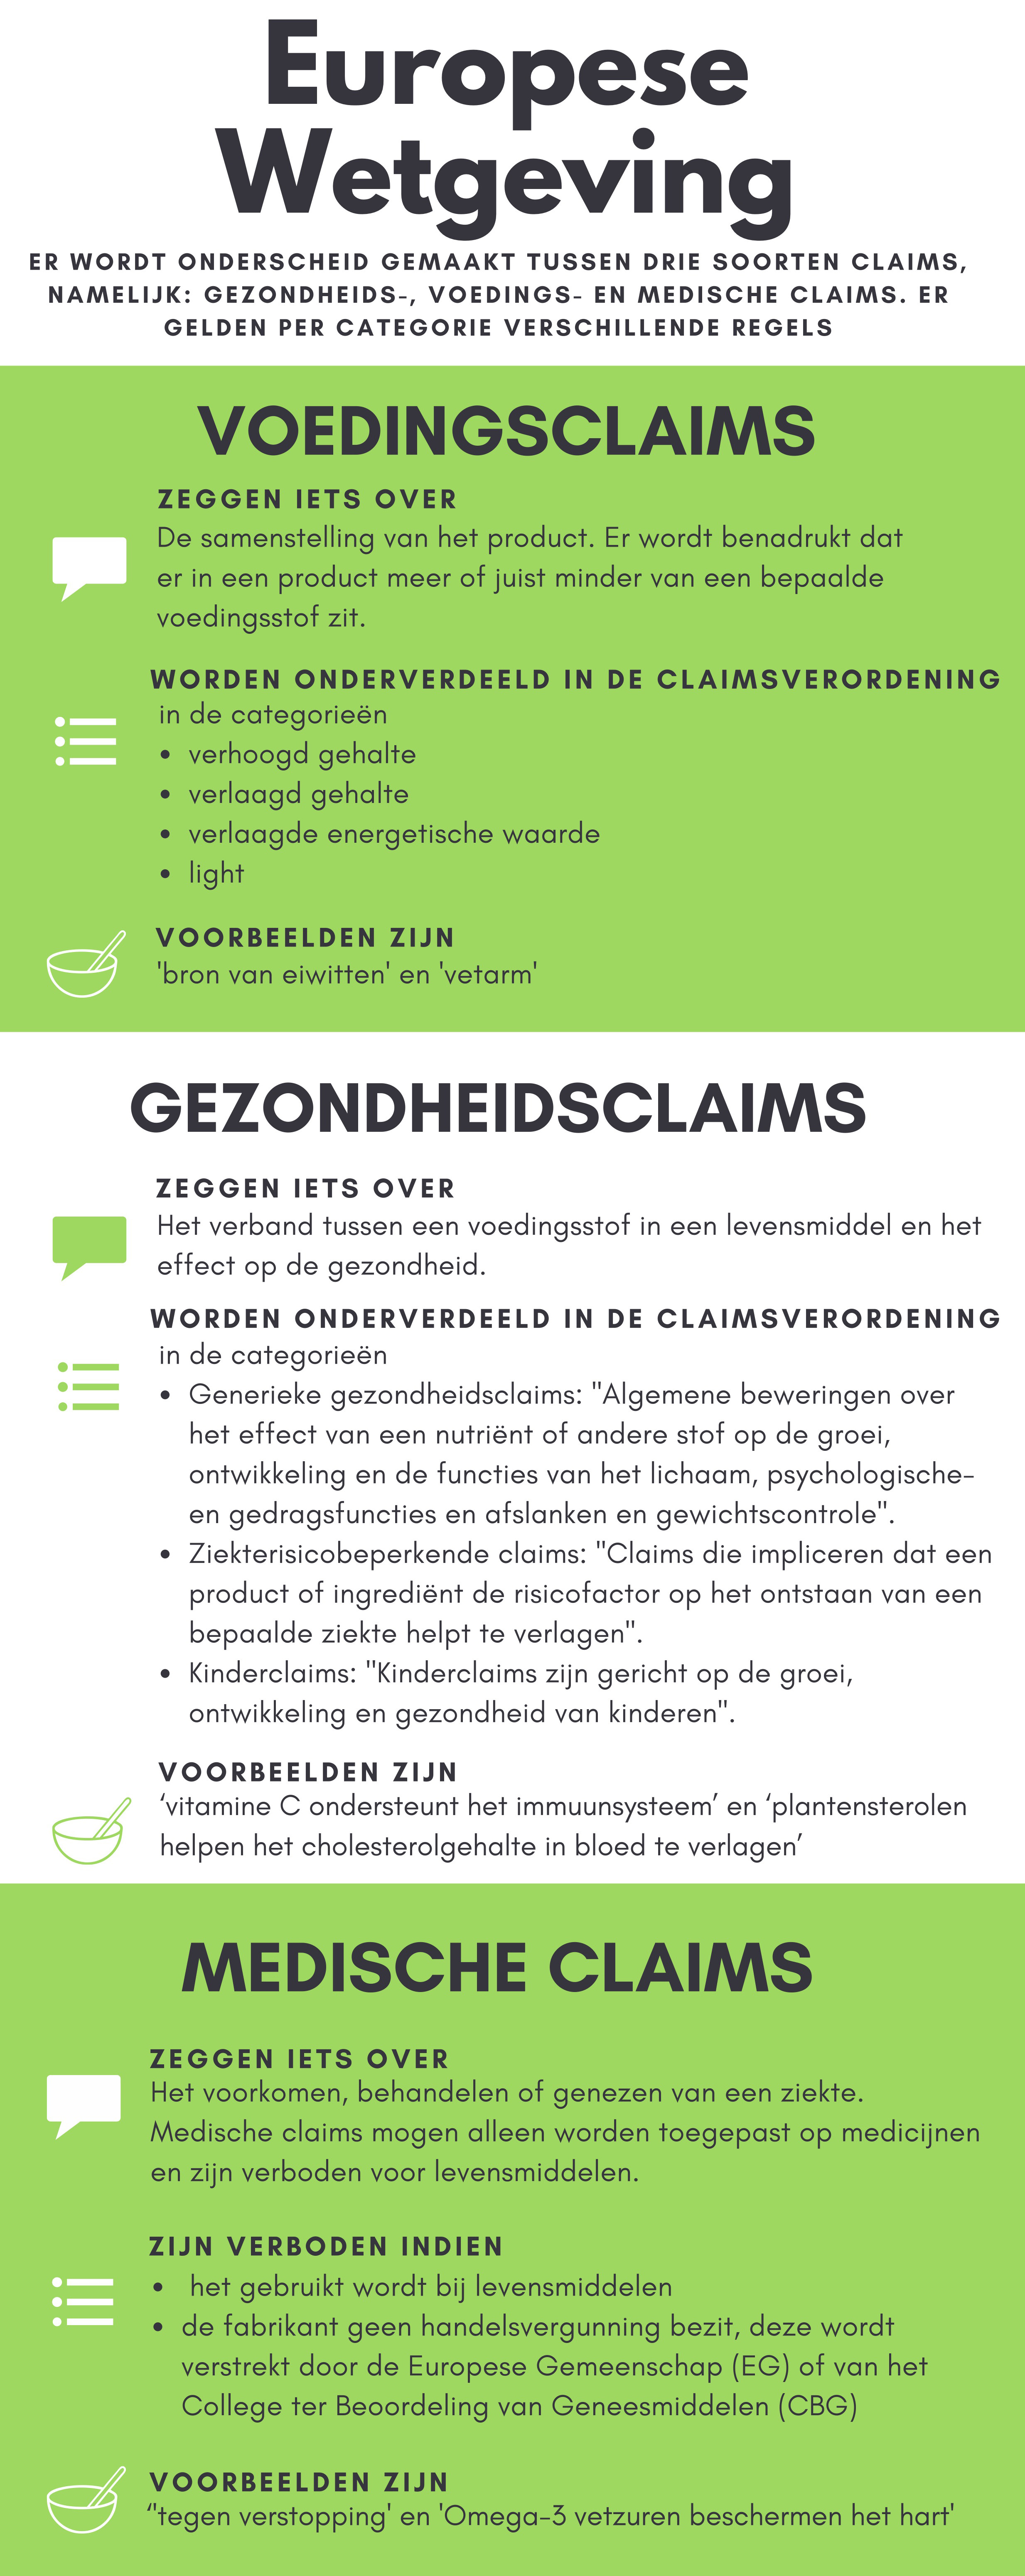 Europese
Wetgeving
ER WORDT ONDERSCHEID GEMAAKT TUSSEN DRIE SOORTEN CLAIMS,
NAMELIJK: GEZONDHEIDS-, VOEDINGS- EN MEDISCHE CLAIMS. ER
GELDEN PER CATEGORIE VERSCHILLENDE REGELS
VOEDINGSCLAIMS
ZEGGEN IETS OVER
De samenstelling van het product. Er wordt benadrukt dat
er in een product meer of juist minder van een bepaalde
voedingsstof zit.
WORDEN ONDERVERDEELD IN DE CLAIMSVERORDENING
in de categorieën
• verhoogd gehalte
• verlaagd gehalte
• verlaagde energetische waarde
• light
VOORBEELDEN ZIJN
'bron van eiwitten' en 'vetarm'
GEZONDHEIDSCLAIMS
ZEGGEN IETS OVER
Het verband tussen een voedingsstof in een levensmiddel en het
effect op de gezondheid.
WORDEN ONDERVERDEELD IN DE CLAIMSVERORDENING
in de categorieën
• Generieke gezondheidsclaims: "Algemene beweringen over
het effect van een nutriënt of andere stof op de groei,
ontwikkeling en de functies van het lichaam, psychologische-
en gedragsfuncties en afslanken en gewichtscontrole".
• Ziekterisicobeperkende claims: "Claims die impliceren dat een
product of ingrediënt de risicofactor op het ontstaan van een
bepaalde ziekte helpt te verlagen".
• Kinderclaims: "Kinderclaims zijn gericht op de groei,
ontwikkeling en gezondheid van kinderen".
VOORBEELDEN ZIJN
‘vitamine C ondersteunt het immuunsysteem’ en ‘plantensterolen
helpen het cholesterolgehalte in bloed te verlagen’
MEDISCHE CLAIMS
ZEGGEN IETS OVER
Het voorkomen, behandelen of genezen van een ziekte.
Medische claims mogen alleen worden toegepast op medicijnen
en zijn verboden voor levensmiddelen.
ZIJN VERBODEN INDIEN
• het gebruikt wordt bij levensmiddelen
• de fabrikant geen handelsvergunning bezit, deze wordt
verstrekt door de Europese Gemeenschap (EG) of van het
College ter Beoordeling van Geneesmiddelen (CBG)
VOORBEELDEN ZIJN
‘'tegen verstopping' en 'Omega-3 vetzuren beschermen het hart'